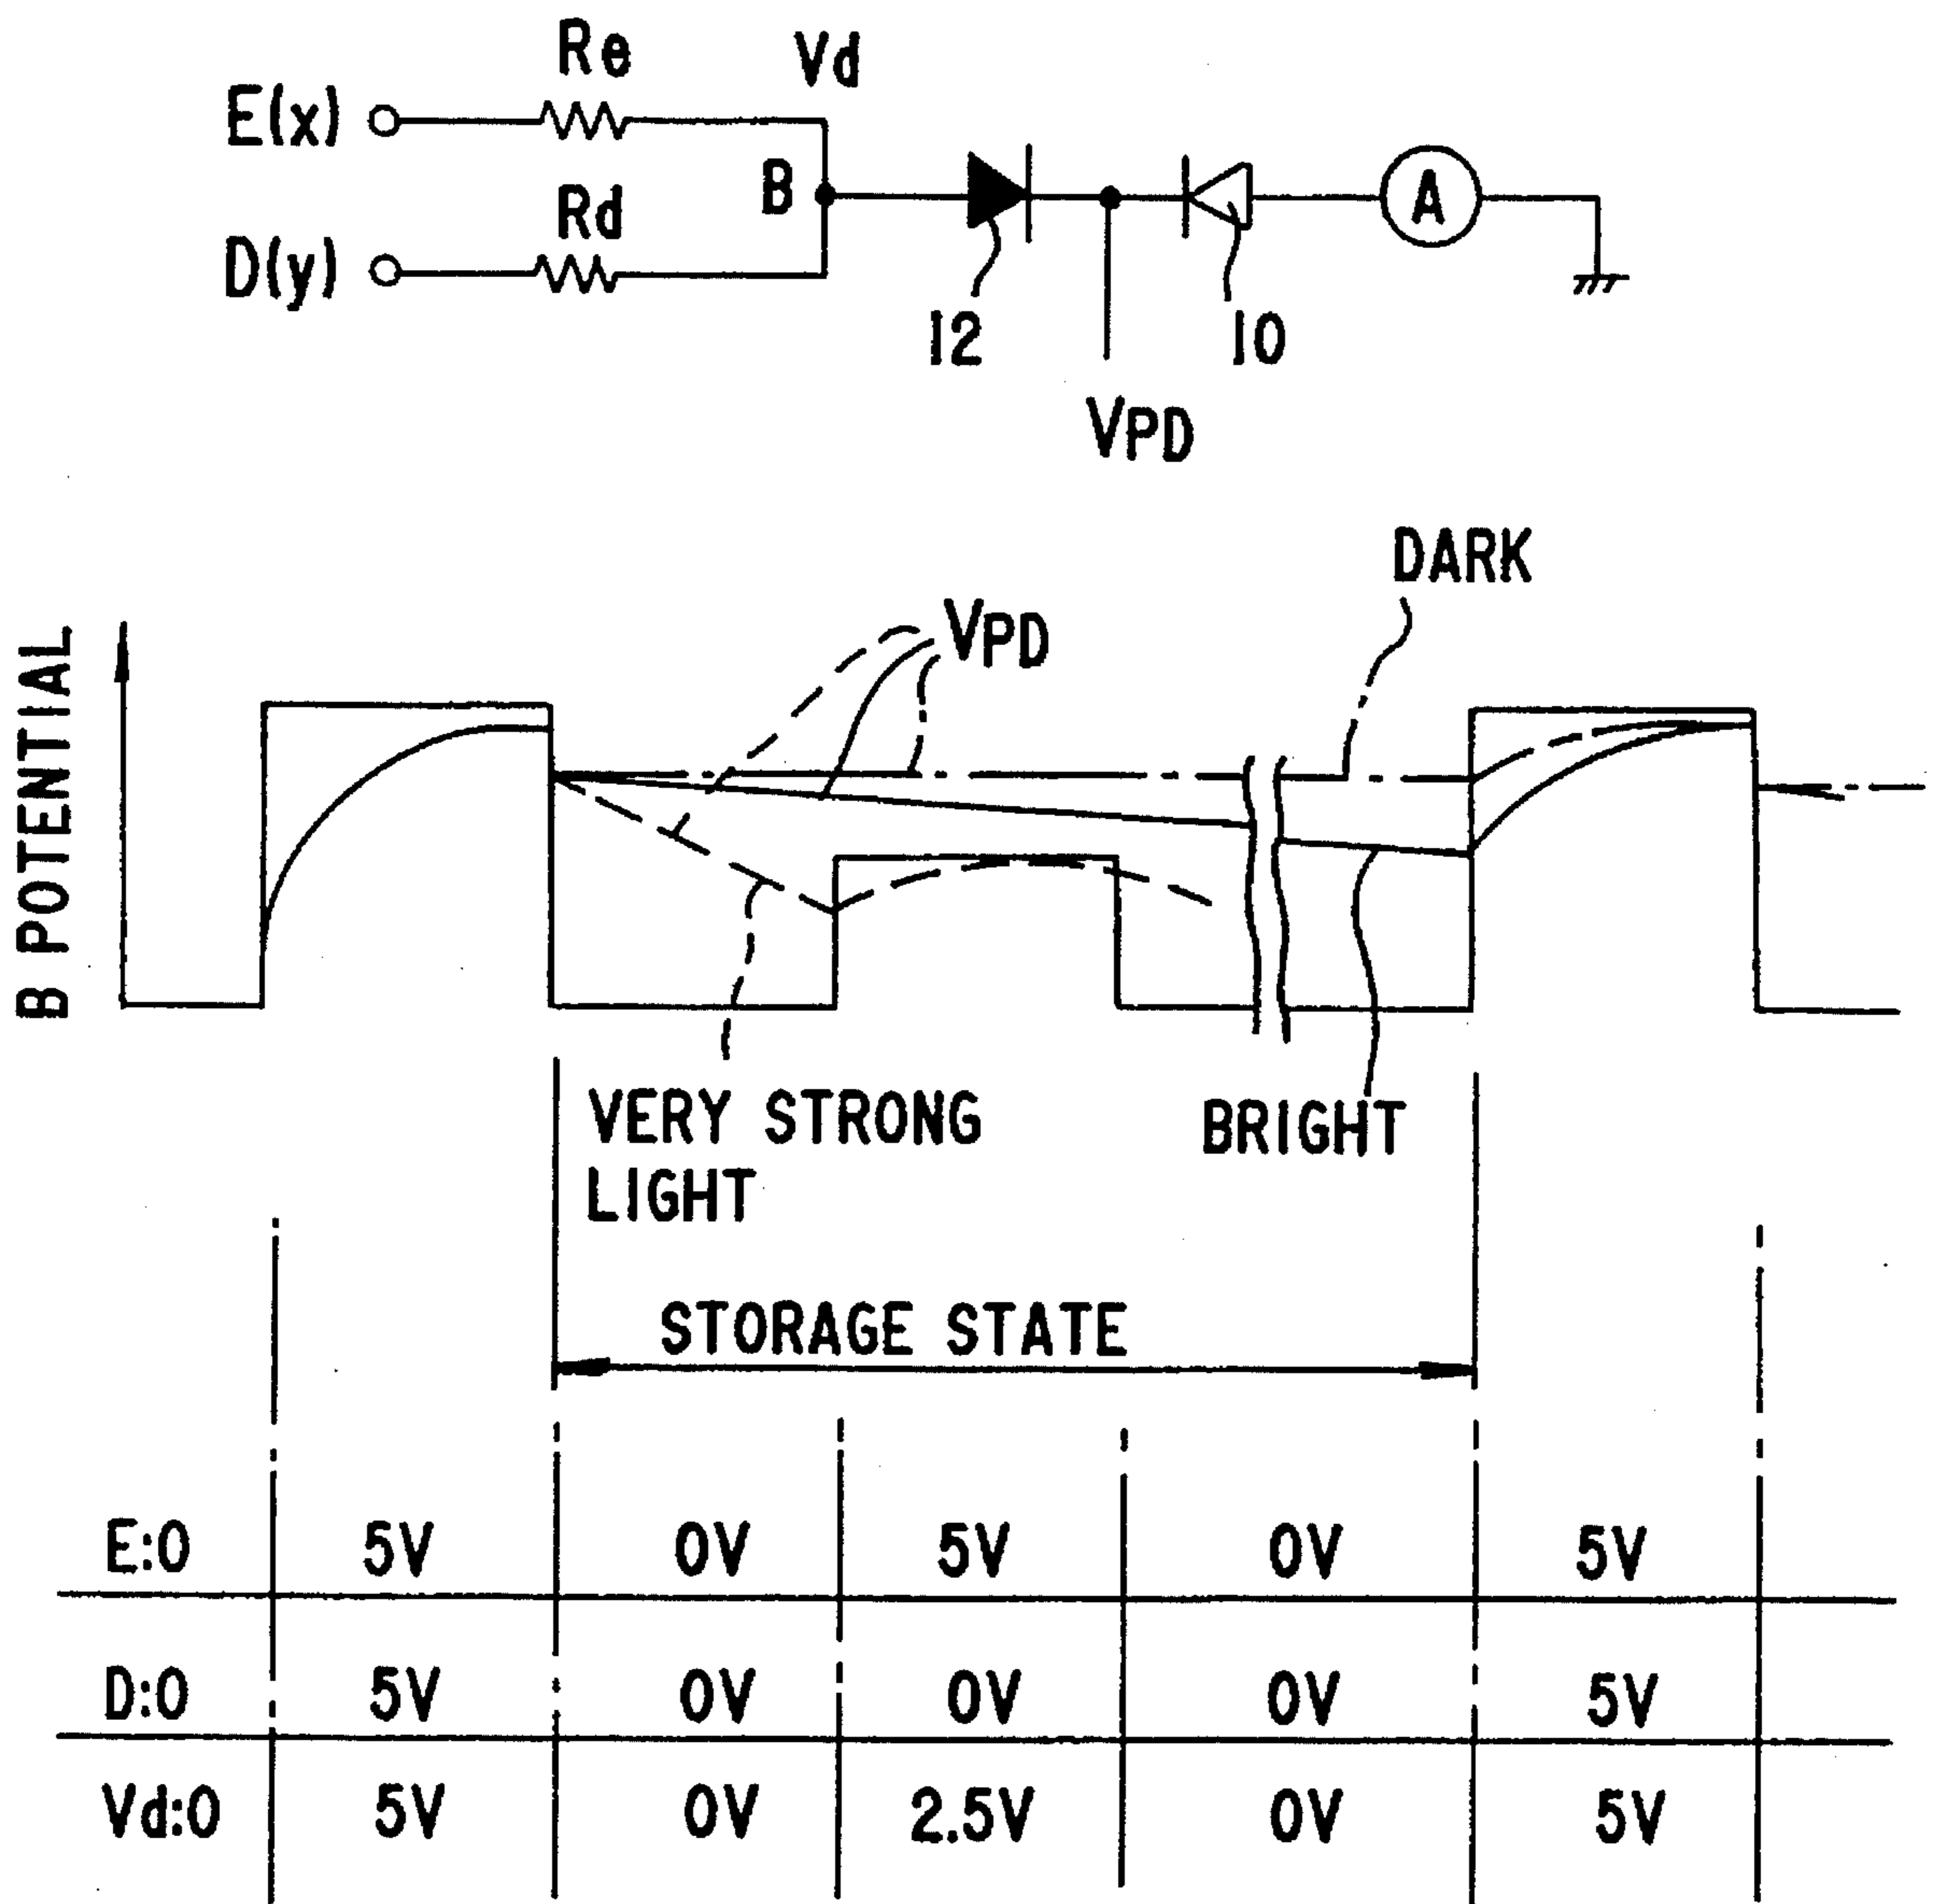 Re
Vd
E(x)
B
A
Rd
D(y)
12
10
VPD
DARK
VPD
B POTENTIAL
VERY STRONG
LIGHT
BRIGHT
STORAGE STATE
E:0 5V 0V 5V 0V 5V
D:0 5V 0V 0V 0V 5V
Vd:0 5V 0V 2.5V 0V 5V